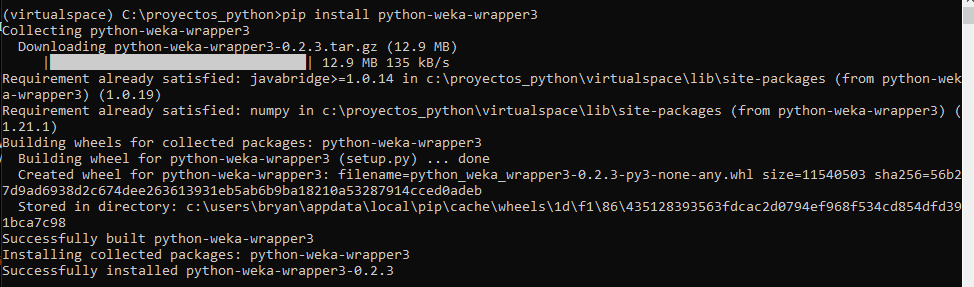 (virtualspace) C:\proyectos_python>pip install python-weka-wrapper3
Collecting python-weka-wrapper3
  Downloading python-weka-wrapper3-0.2.3.tar.gz (12.9 MB)
     |████████████████████████████████| 12.9 MB 135 kB/s
Requirement already satisfied: javabridge>=1.0.14 in c:\proyectos_python\virtualspace\lib\site-packages (from python-wek
a-wrapper3) (1.0.19)
Requirement already satisfied: numpy in c:\proyectos_python\virtualspace\lib\site-packages (from python-weka-wrapper3) (
1.21.1)
Building wheels for collected packages: python-weka-wrapper3
  Building wheel for python-weka-wrapper3 (setup.py) ... done
  Created wheel for python-weka-wrapper3: filename=python_weka_wrapper3-0.2.3-py3-none-any.whl size=11540503 sha256=56b2
7d9ad6938d2c674dee263613931eb5ab6b9ba18210a53287914cced0adeb
  Stored in directory: c:\users\bryan\appdata\local\pip\cache\wheels\1d\f1\86\435128393563fdcac2d0794ef968f534cd854dfd39
1bca7c98
Successfully built python-weka-wrapper3
Installing collected packages: python-weka-wrapper3
Successfully installed python-weka-wrapper3-0.2.3